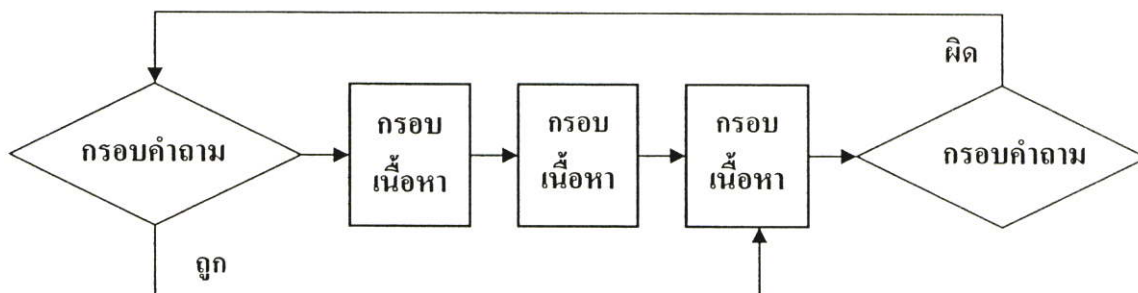 ผิด
กรอบคำถาม
กรอบ
เนื้อหา
กรอบ
เนื้อหา
กรอบ
เนื้อหา
กรอบคำถาม
ถูก